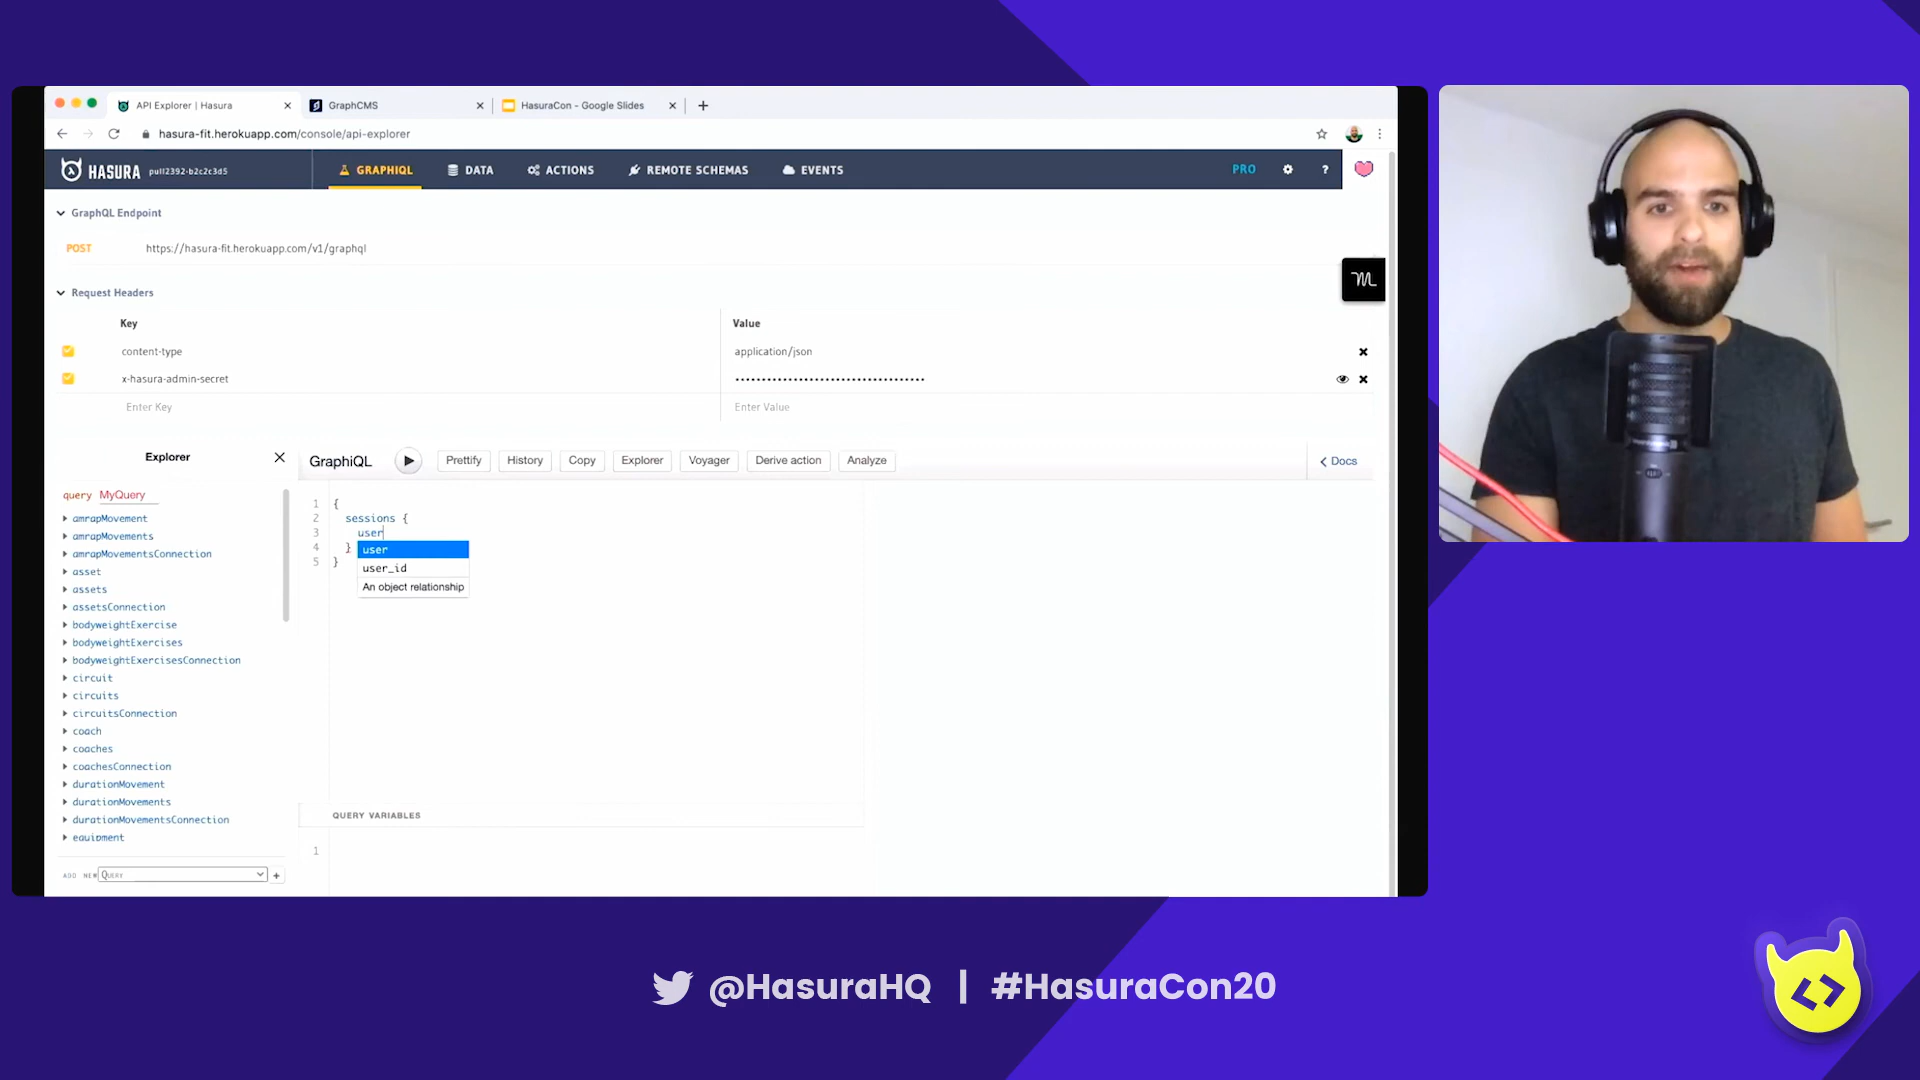 API Explorer | Hasura
GraphCMS
HasuraCon - Google Slides
hasura-fit.herokuapp.com/console/api-explorer
HASURA pull2392-b2c2c3d5
GRAPHIQL
DATA
ACTIONS
REMOTE SCHEMAS
EVENTS
PRO
?
GraphQL Endpoint
POST https://hasura-fit.herokuapp.com/v1/graphql
Request Headers
Key Value
content-type application/json
x-hasura-admin-secret ••••••••••••••••••••••••••••••••••••
Enter Key Enter Value
Explorer
GraphiQL
Prettify
History
Copy
Explorer
Voyager
Derive action
Analyze
Docs
query MyQuery
amrapMovement
amrapMovements
amrapMovementsConnection
asset
assets
assetsConnection
bodyweightExercise
bodyweightExercises
bodyweightExercisesConnection
circuit
circuits
circuitsConnection
coach
coaches
coachesConnection
durationMovement
durationMovements
durationMovementsConnection
equipment
ADD NEW Query +
1 {
2 sessions {
3 user
4 }
5 }
user
user_id
An object relationship
QUERY VARIABLES
1
@HasuraHQ | #HasuraCon20